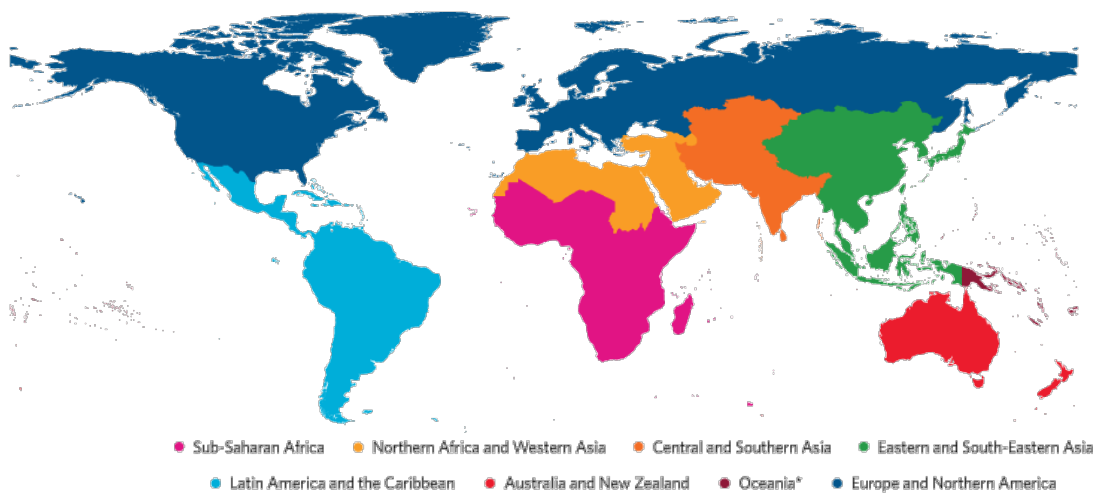 Sub-Saharan Africa Northern Africa and Western Asia Central and Southern Asia Eastern and South-Eastern Asia
Latin America and the Caribbean Australia and New Zealand Oceania* Europe and Northern America